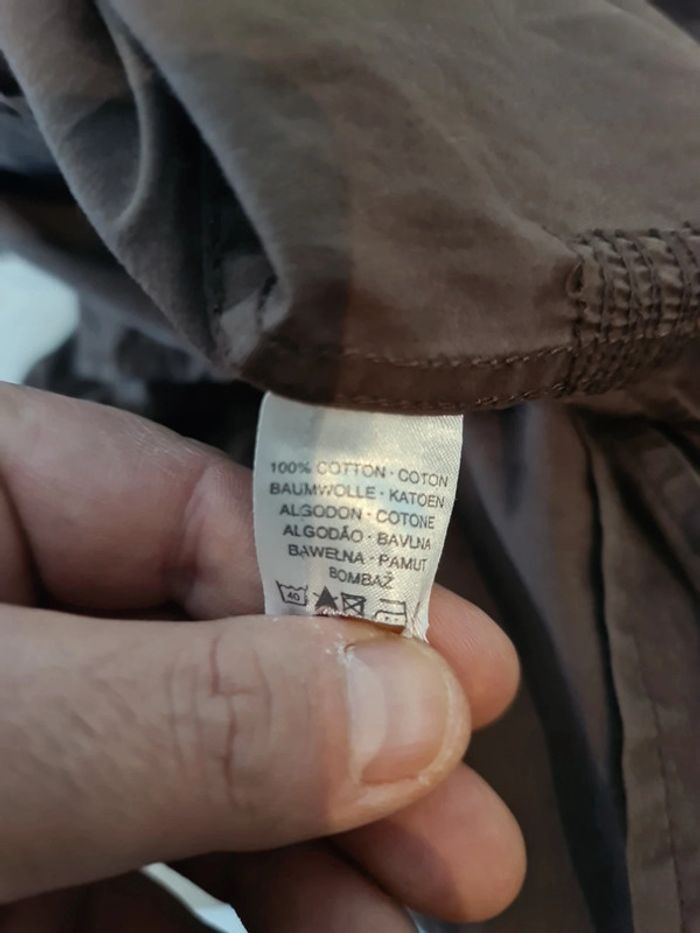 100% COTTON · COTON
BAUMWOLLE · KATOEN
ALGODON · COTONE
ALGODÃO · BAVLNA
BAWEŁNA · PAMUT
BOMBAŽ
40